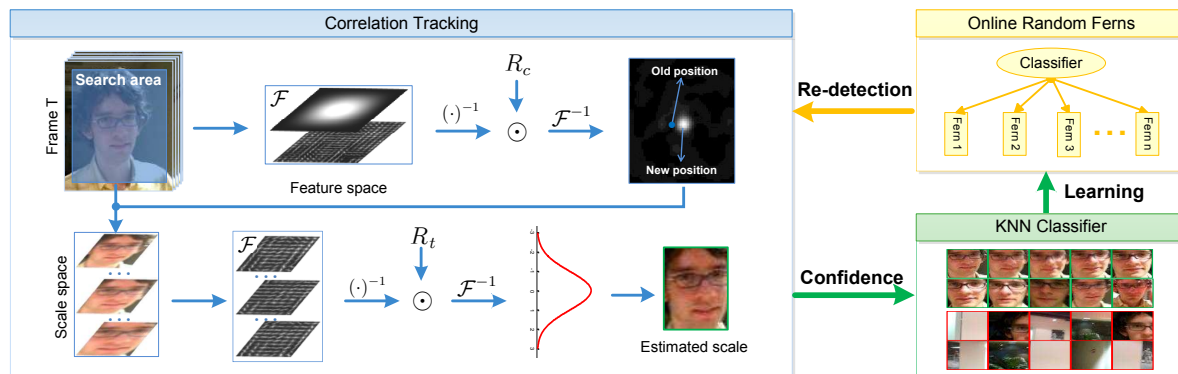 Correlation Tracking
Online Random Ferns
Search area
Frame T
ℱ
(·)⁻¹
R_c
⊙
ℱ⁻¹
Old position
New position
Feature space
Re-detection
Classifier
Fern 1
Fern 2
Fern 3
Fern n
Learning
KNN Classifier
Scale space
ℱ
(·)⁻¹
R_t
⊙
ℱ⁻¹
Estimated scale
Confidence